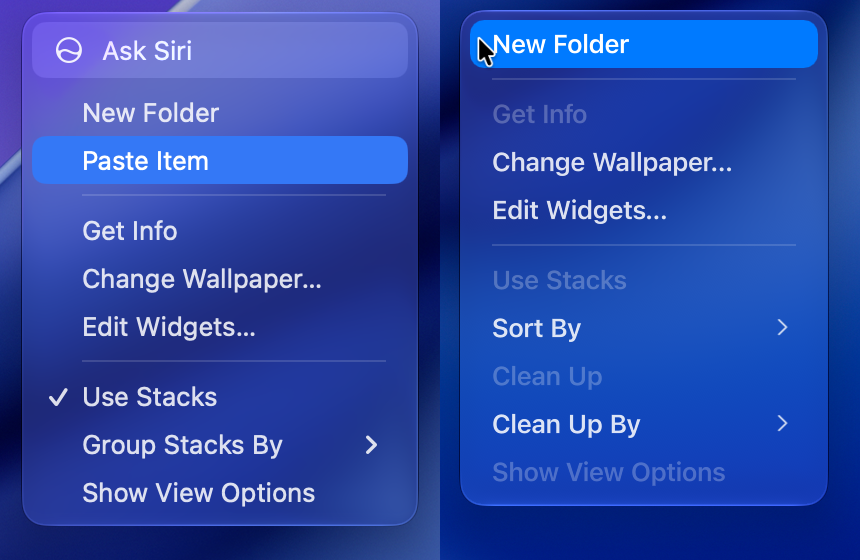 Ask Siri
New Folder
Paste Item
Get Info
Change Wallpaper...
Edit Widgets...
Use Stacks
Group Stacks By
Show View Options
New Folder
Get Info
Change Wallpaper...
Edit Widgets...
Use Stacks
Sort By
Clean Up
Clean Up By
Show View Options